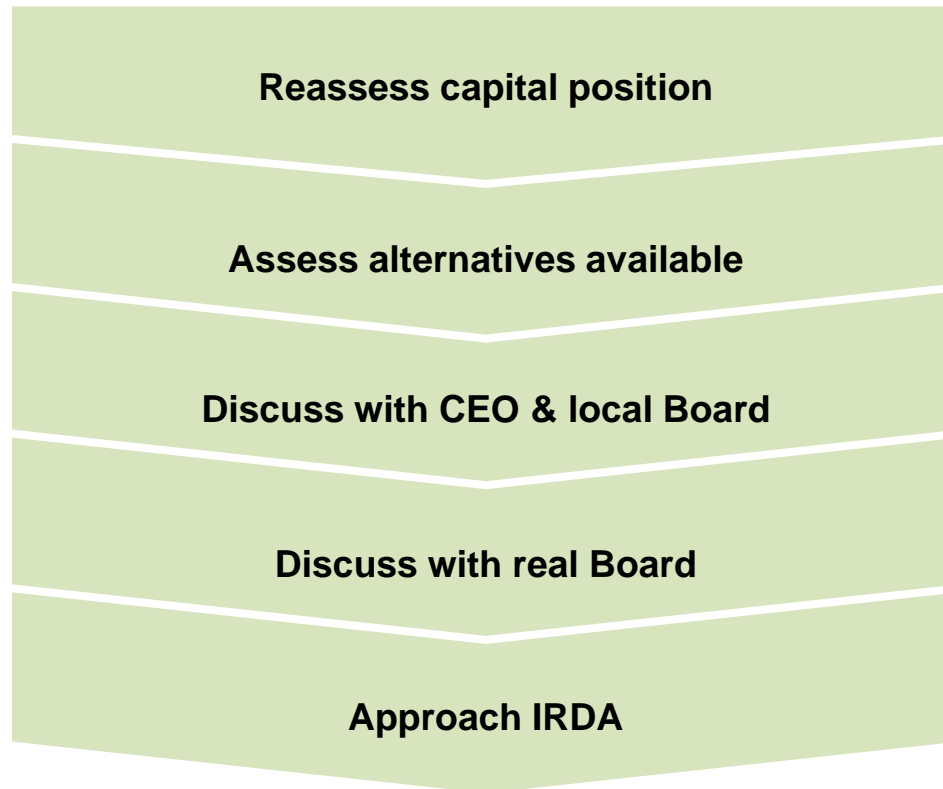 Reassess capital position
Assess alternatives available
Discuss with CEO & local Board
Discuss with real Board
Approach IRDA